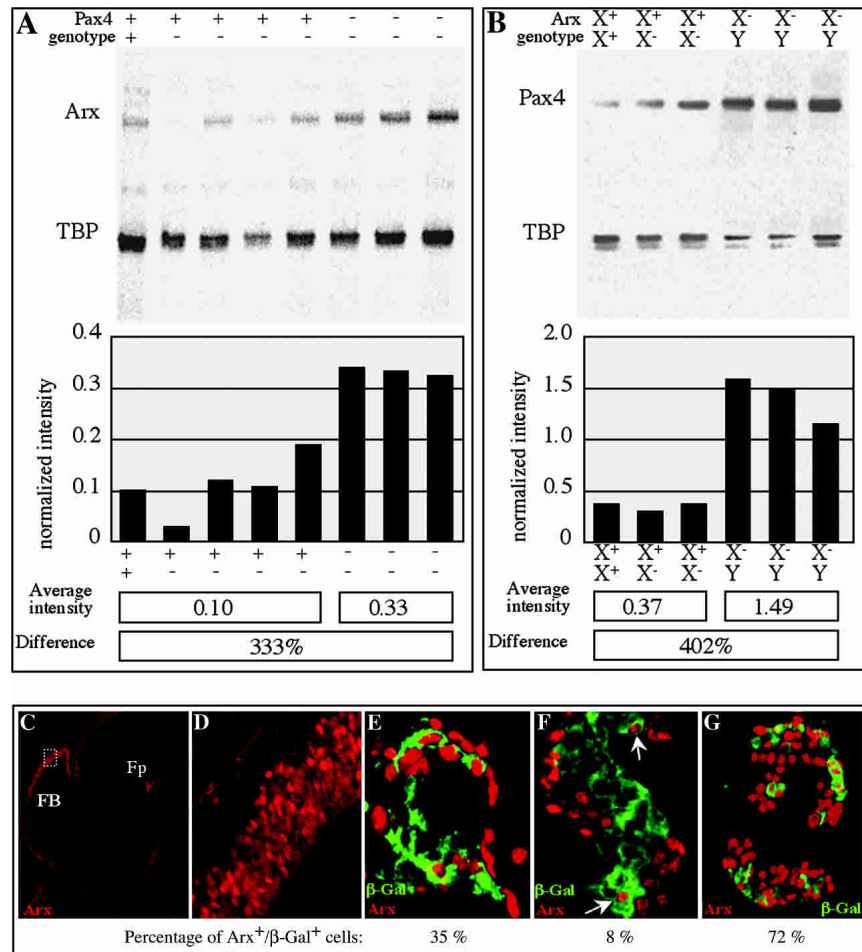 A
Pax4 + + + + + - - -
genotype + - - - - - - -
Arx
TBP
0.4
0.3
0.2
0.1
0
normalized intensity
+ + + + + - - -
+ - - - - - - -
Average intensity 0.10 0.33
Difference 333%
B
Arx X⁺ X⁺ X⁺ X⁻ X⁻ X⁻
genotype X⁺ X⁻ X⁻ Y Y Y
Pax4
TBP
2.0
1.5
1.0
0.5
0
normalized intensity
X⁺ X⁺ X⁺ X⁻ X⁻ X⁻
X⁺ X⁻ X⁻ Y Y Y
Average intensity 0.37 1.49
Difference 402%
C
FB
Fp
Arx
D
E
β-Gal
Arx
F
β-Gal
Arx
G
Arx
β-Gal
Percentage of Arx⁺/β-Gal⁺ cells: 35 % 8 % 72 %